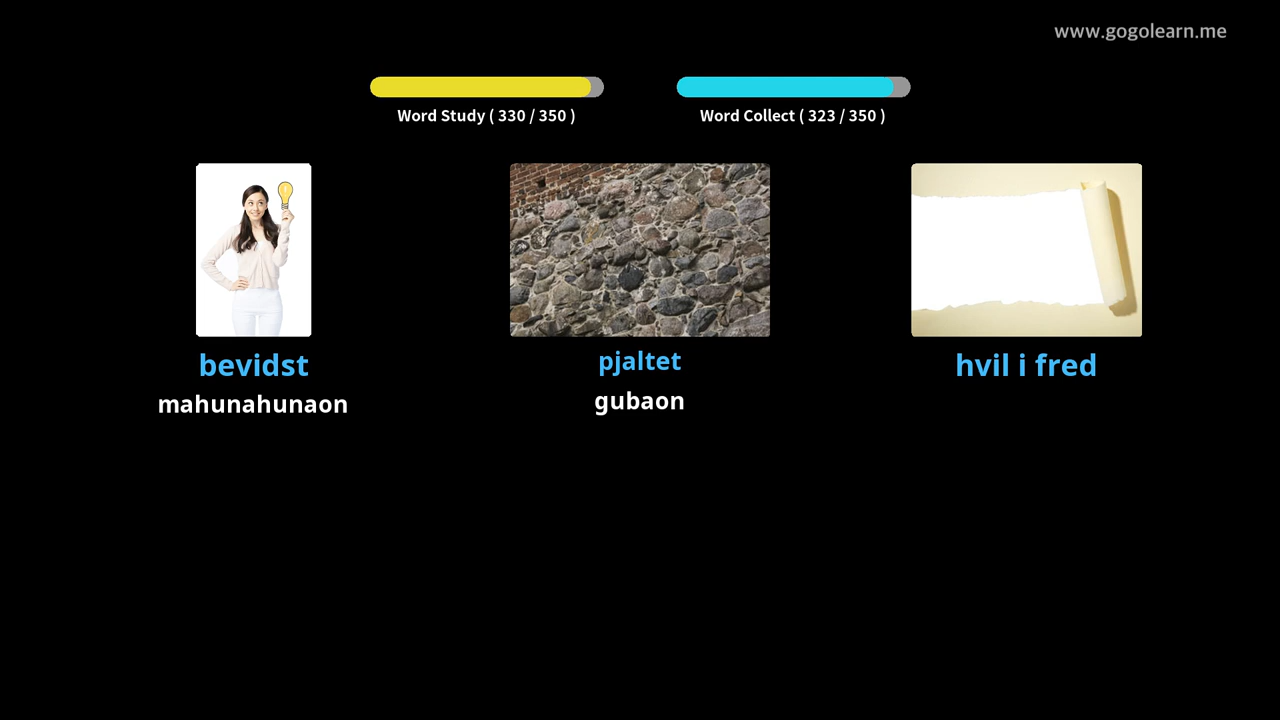 www.gogolearn.me
Word Study ( 330 / 350 )
Word Collect ( 323 / 350 )
bevidst
mahunahunaon
pjaltet
gubaon
hvil i fred